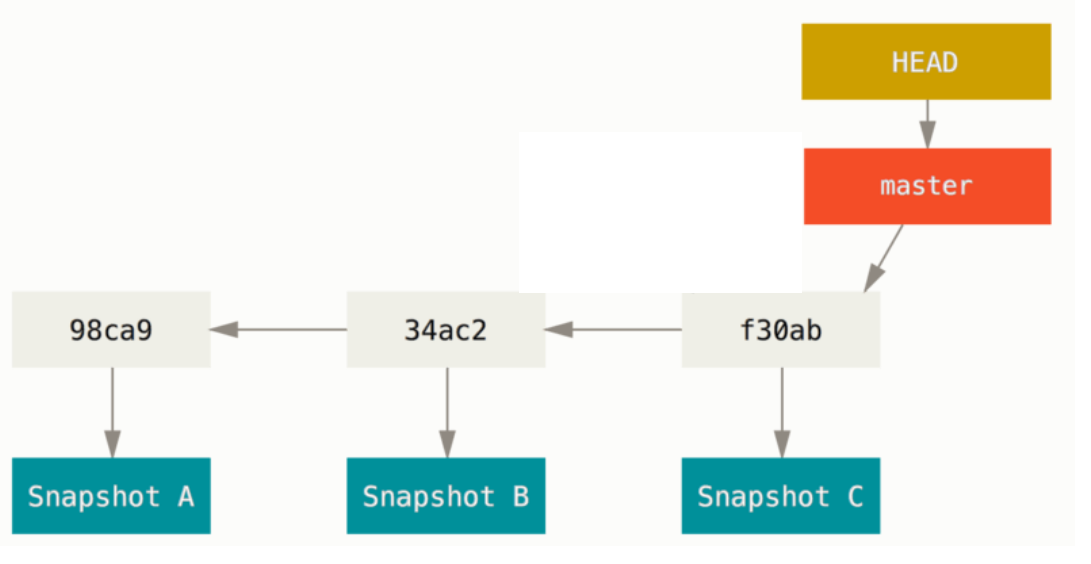 HEAD
master
98ca9
34ac2
f30ab
Snapshot A
Snapshot B
Snapshot C